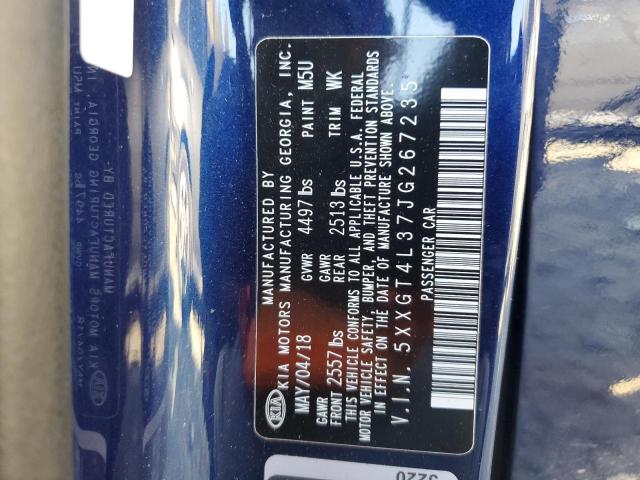 MANUFACTURED BY
KIA KIA MOTORS MANUFACTURING GEORGIA, INC.
MAY/04/18 GVWR 4497 lbs PAINT M5U
GAWR FRONT 2557 lbs GAWR REAR 2513 lbs TRIM WK
THIS VEHICLE CONFORMS TO ALL APPLICABLE U.S.A. FEDERAL
MOTOR VEHICLE SAFETY, BUMPER, AND THEFT PREVENTION STANDARDS
IN EFFECT ON THE DATE OF MANUFACTURE SHOWN ABOVE.
V.I.N. 5XXGT4L37JG267235
PASSENGER CAR
3220